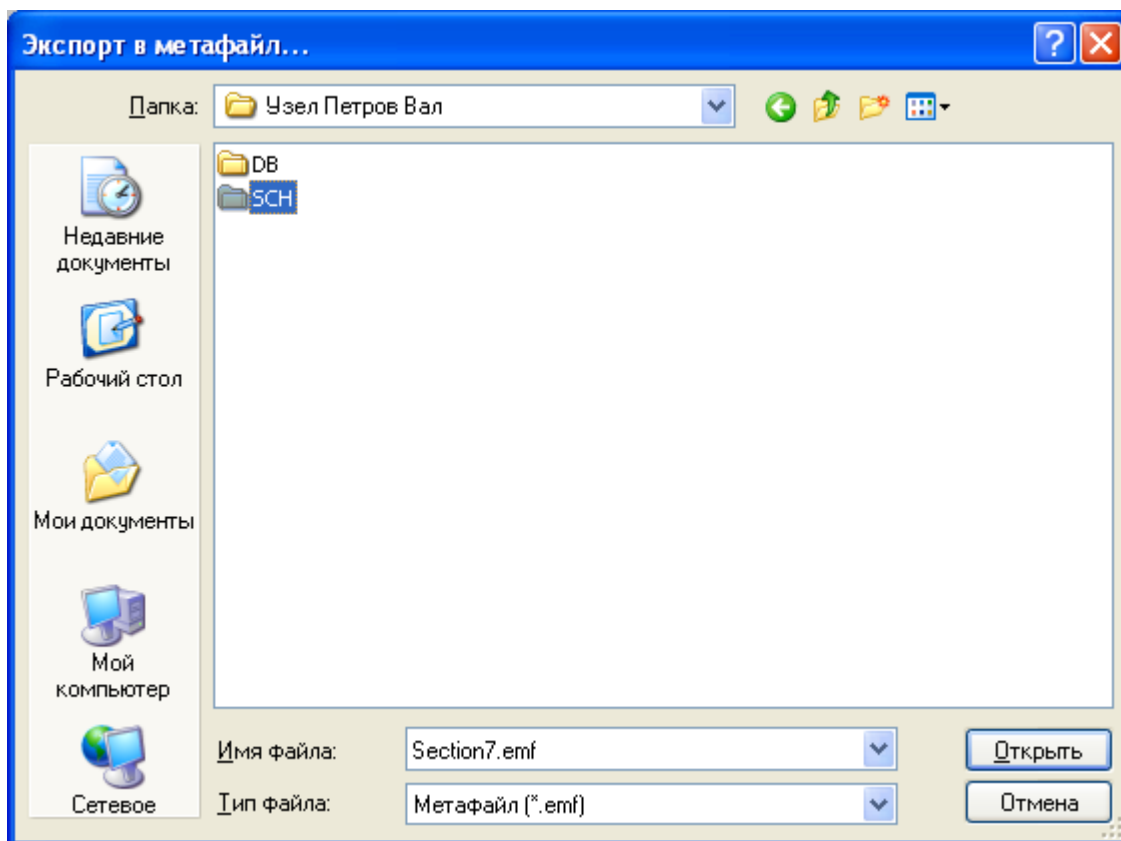 Экспорт в метафайл...
Папка: Узел Петров Вал
DB
SCH
Недавние
документы
Рабочий стол
Мои документы
Мой
компьютер
Сетевое
Имя файла: Section7.emf Открыть
Тип файла: Метафайл (*.emf) Отмена